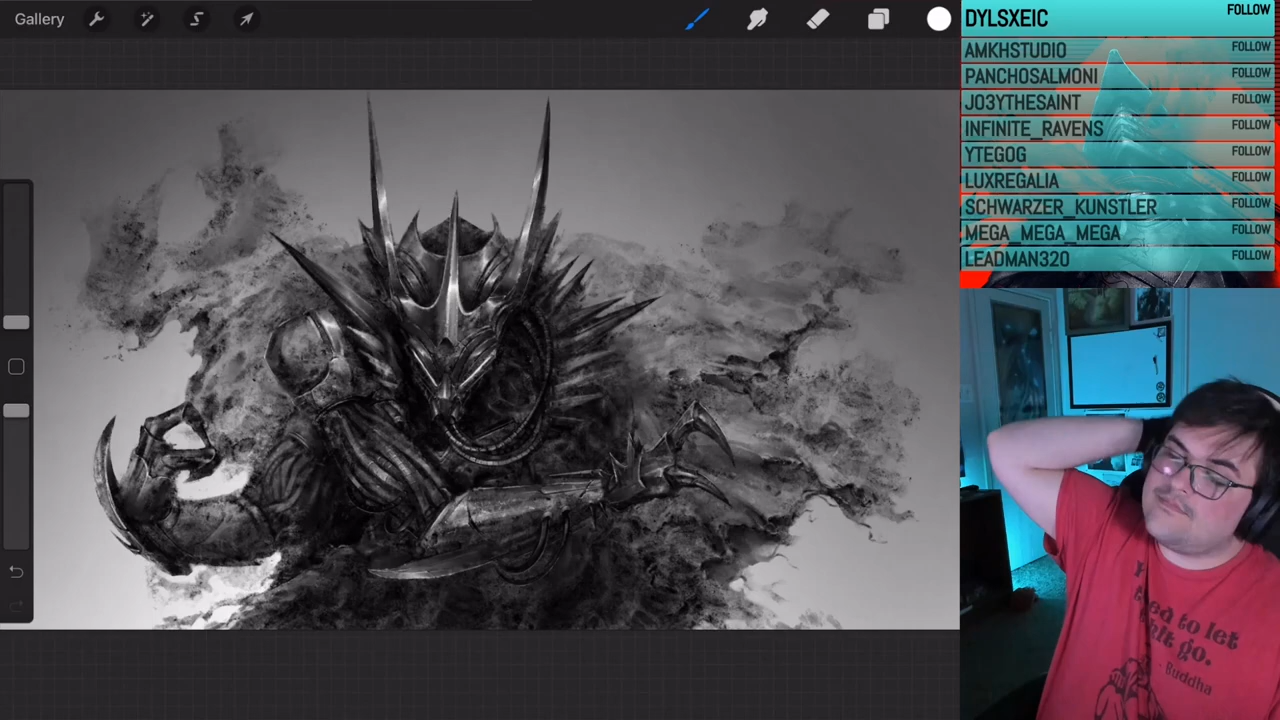 Gallery
DYLSXEIC FOLLOW
AMKHSTUDIO FOLLOW
PANCHOSALMONI FOLLOW
JO3YTHESAINT FOLLOW
INFINITE_RAVENS FOLLOW
YTEGOG FOLLOW
LUXREGALIA FOLLOW
SCHWARZER_KUNSTLER FOLLOW
MEGA_MEGA_MEGA FOLLOW
LEADMAN320 FOLLOW
to let
go.
- Buddha